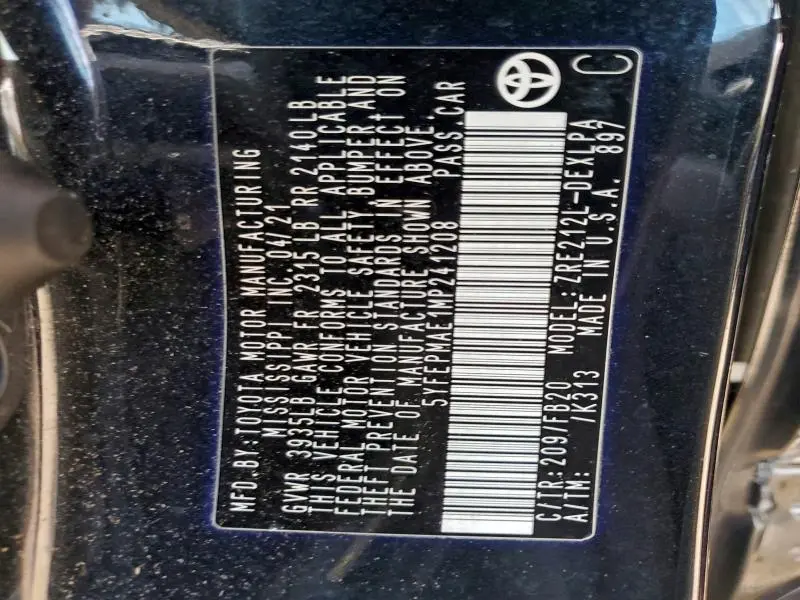 MFD. BY: TOYOTA MOTOR MANUFACTURING
MISSISSIPPI INC. 04/21
GVWR 3935LB GAWR FR 2315 LB RR 2140LB
THIS VEHICLE CONFORMS TO ALL APPLICABLE
FEDERAL MOTOR VEHICLE SAFETY, BUMPER, AND
THEFT PREVENTION STANDARDS IN EFFECT ON
THE DATE OF MANUFACTURE SHOWN ABOVE.
5YFEPMAE1MP241208 PASS. CAR
C/TR: 209/FB20 MODEL: ZRE212L-DEXLPA
A/TM: /K313 MADE IN U.S.A. 897
C